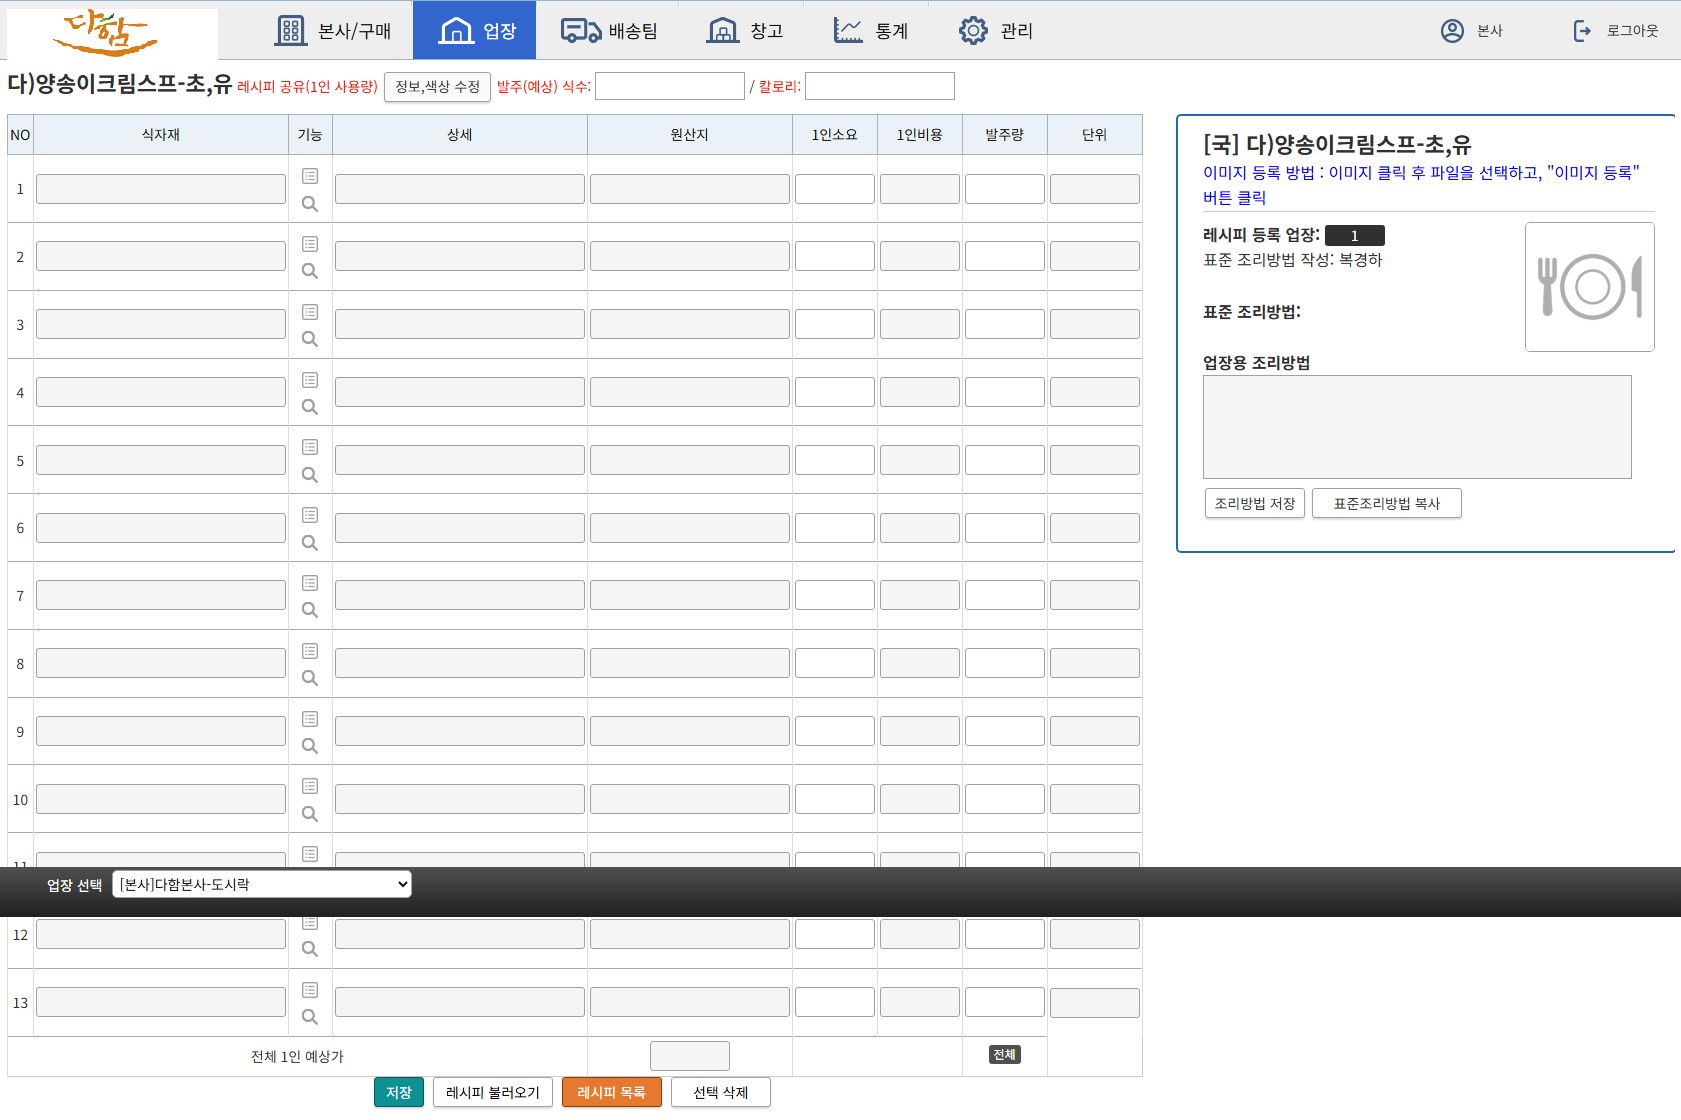 다함
본사/구매
업장
배송팀
창고
통계
관리
본사
로그아웃
다)양송이크림스프-초,유 레시피 공유(1인 사용량) 정보,색상 수정 발주(예상) 식수: / 칼로리:
NO 식자재 기능 상세 원산지 1인소요 1인비용 발주량 단위
1
2
3
4
5
6
7
8
9
10
11
12
13
전체 1인 예상가 전체
저장 레시피 불러오기 레시피 목록 선택 삭제
[국] 다)양송이크림스프-초,유
이미지 등록 방법 : 이미지 클릭 후 파일을 선택하고, "이미지 등록"
버튼 클릭
레시피 등록 업장: 1
표준 조리방법 작성: 복경하
표준 조리방법:
업장용 조리방법
조리방법 저장 표준조리방법 복사
업장 선택 [본사]다함본사-도시락